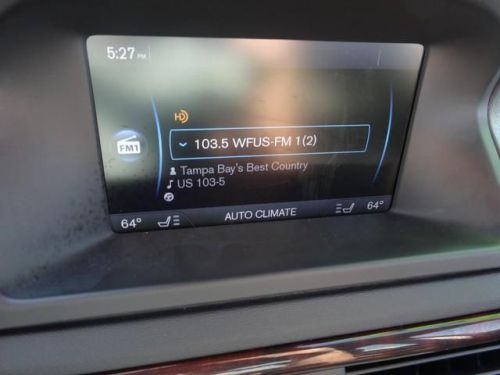 5:27 PM
HD
103.5 WFUS-FM 1(2)
FM1
Tampa Bay's Best Country
US 103-5
64° AUTO CLIMATE 64°